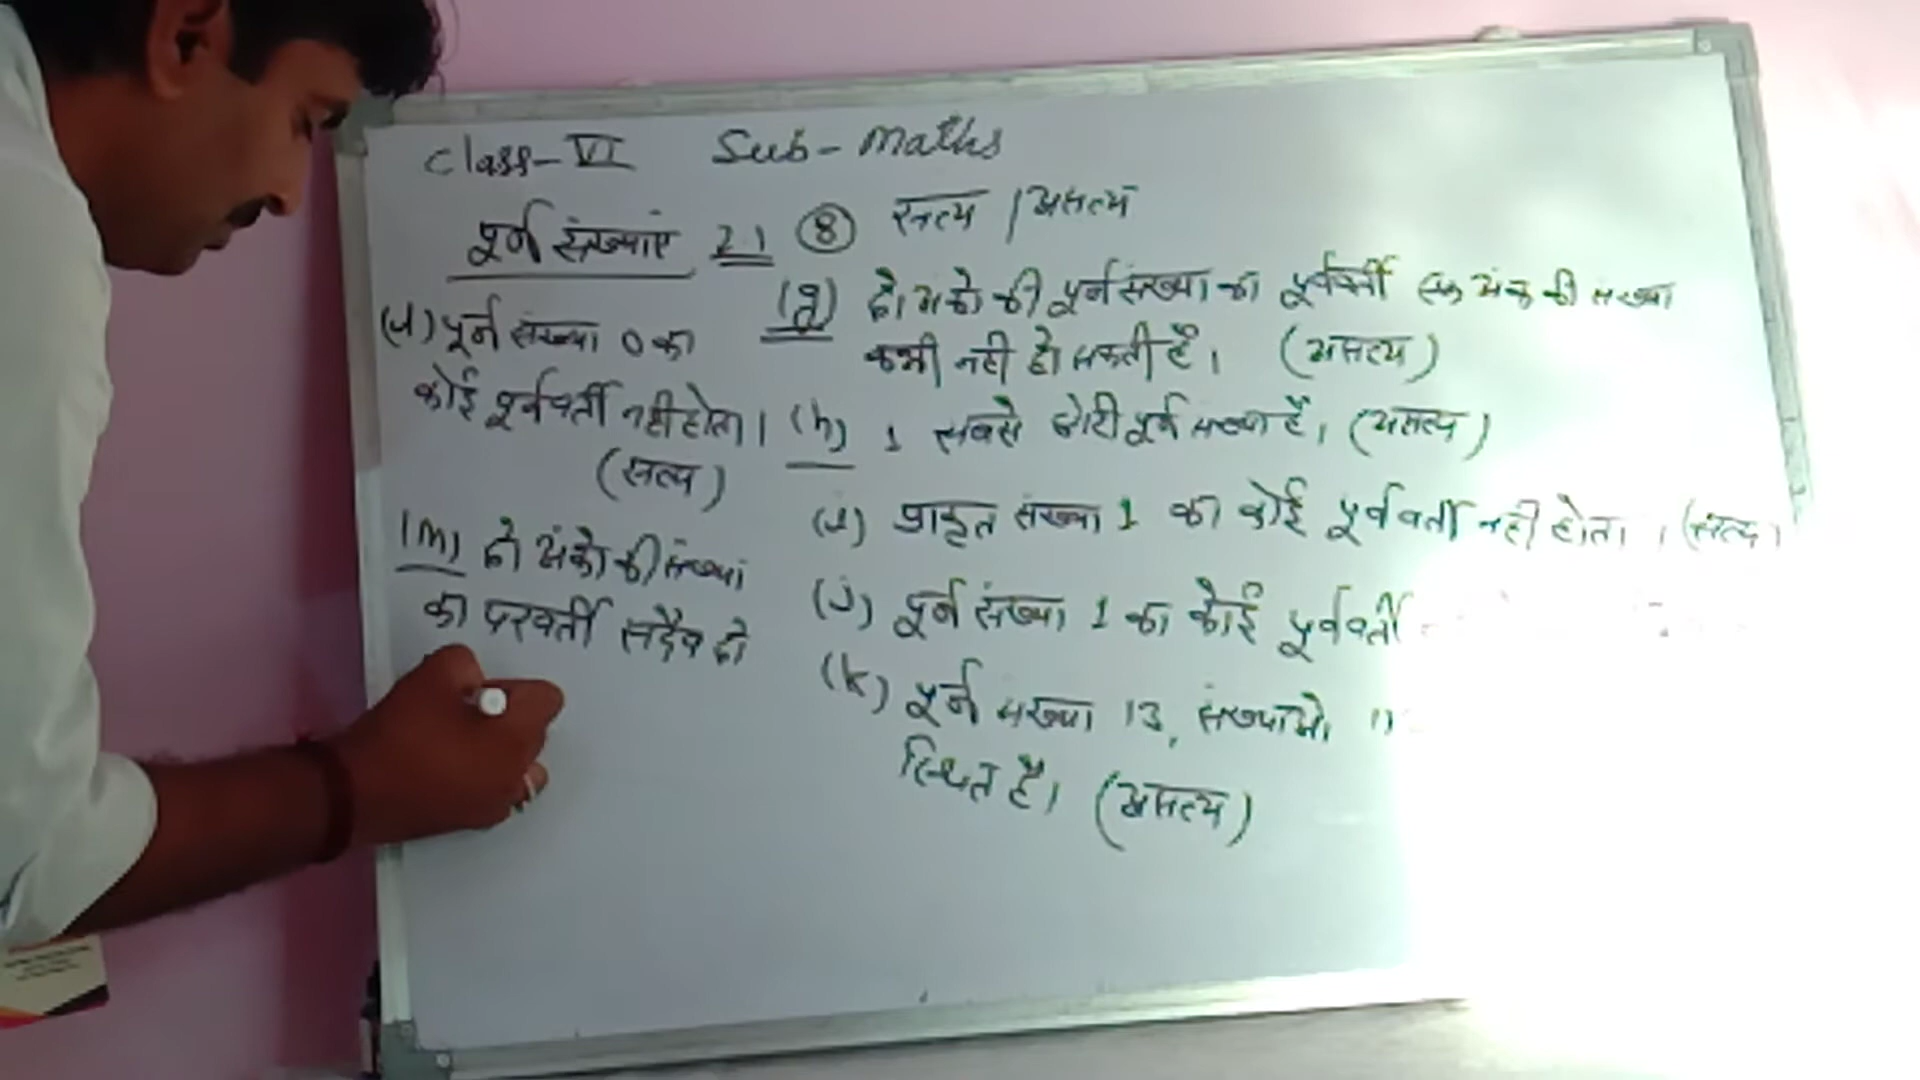 Class-VI Sub-Maths
पूर्ण संख्याएं 2.1 (8) सत्य / असत्य
(g) दो अंको की पूर्ण संख्या का पूर्ववर्ती एक अंक की संख्या
कभी नही हो सकती है। (असत्य)
(h) 1 सबसे छोटी पूर्ण संख्या है। (असत्य)
(i) प्राकृत संख्या 1 का कोई पूर्ववर्ती नही होता। (सत्य)
(j) पूर्ण संख्या 1 का कोई पूर्ववर्ती
(k) पूर्ण संख्या 13, संख्याओ 11
स्थित है। (असत्य)
(l) पूर्ण संख्या 0 का
कोई पूर्ववर्ती नही होता।
(सत्य)
(m) दो अंको की संख्या
का परवर्ती सदैव दो